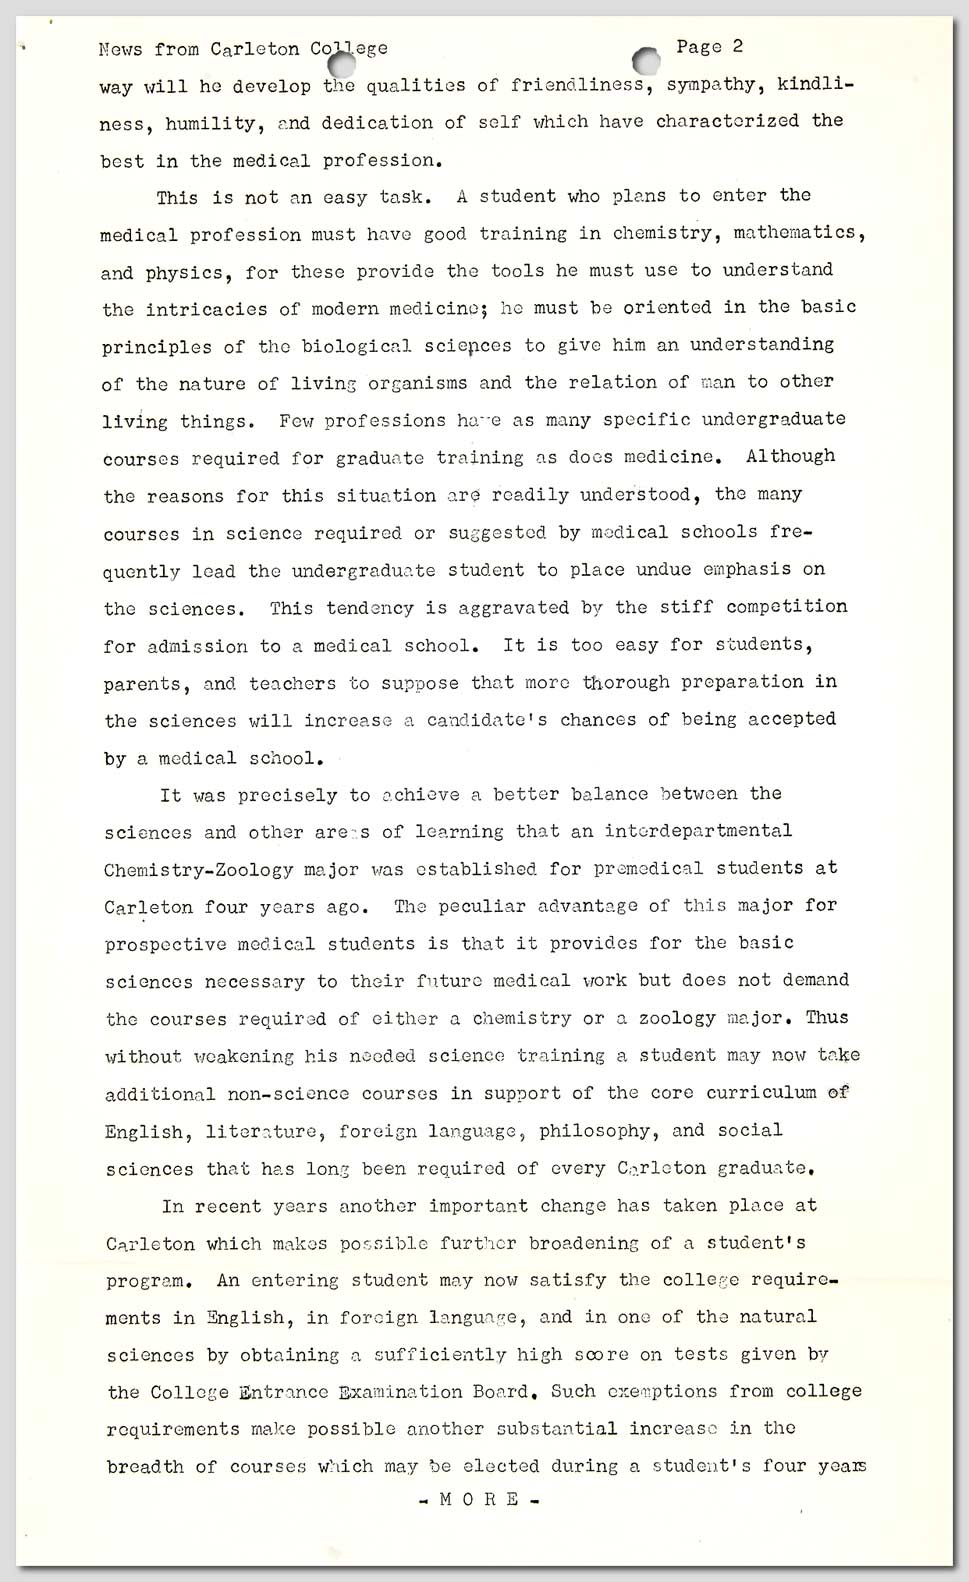 News from Carleton College Page 2
way will he develop the qualities of friendliness, sympathy, kindli-
ness, humility, and dedication of self which have characterized the
best in the medical profession.
This is not an easy task. A student who plans to enter the
medical profession must have good training in chemistry, mathematics,
and physics, for these provide the tools he must use to understand
the intricacies of modern medicine; he must be oriented in the basic
principles of the biological sciences to give him an understanding
of the nature of living organisms and the relation of man to other
living things. Few professions have as many specific undergraduate
courses required for graduate training as does medicine. Although
the reasons for this situation are readily understood, the many
courses in science required or suggested by medical schools fre-
quently lead the undergraduate student to place undue emphasis on
the sciences. This tendency is aggravated by the stiff competition
for admission to a medical school. It is too easy for students,
parents, and teachers to suppose that more thorough preparation in
the sciences will increase a candidate's chances of being accepted
by a medical school.
It was precisely to achieve a better balance between the
sciences and other areas of learning that an interdepartmental
Chemistry-Zoology major was established for premedical students at
Carleton four years ago. The peculiar advantage of this major for
prospective medical students is that it provides for the basic
sciences necessary to their future medical work but does not demand
the courses required of either a chemistry or a zoology major. Thus
without weakening his needed science training a student may now take
additional non-science courses in support of the core curriculum of
English, literature, foreign language, philosophy, and social
sciences that has long been required of every Carleton graduate.
In recent years another important change has taken place at
Carleton which makes possible further broadening of a student's
program. An entering student may now satisfy the college require-
ments in English, in foreign language, and in one of the natural
sciences by obtaining a sufficiently high score on tests given by
the College Entrance Examination Board. Such exemptions from college
requirements make possible another substantial increase in the
breadth of courses which may be elected during a student's four years
- M O R E -